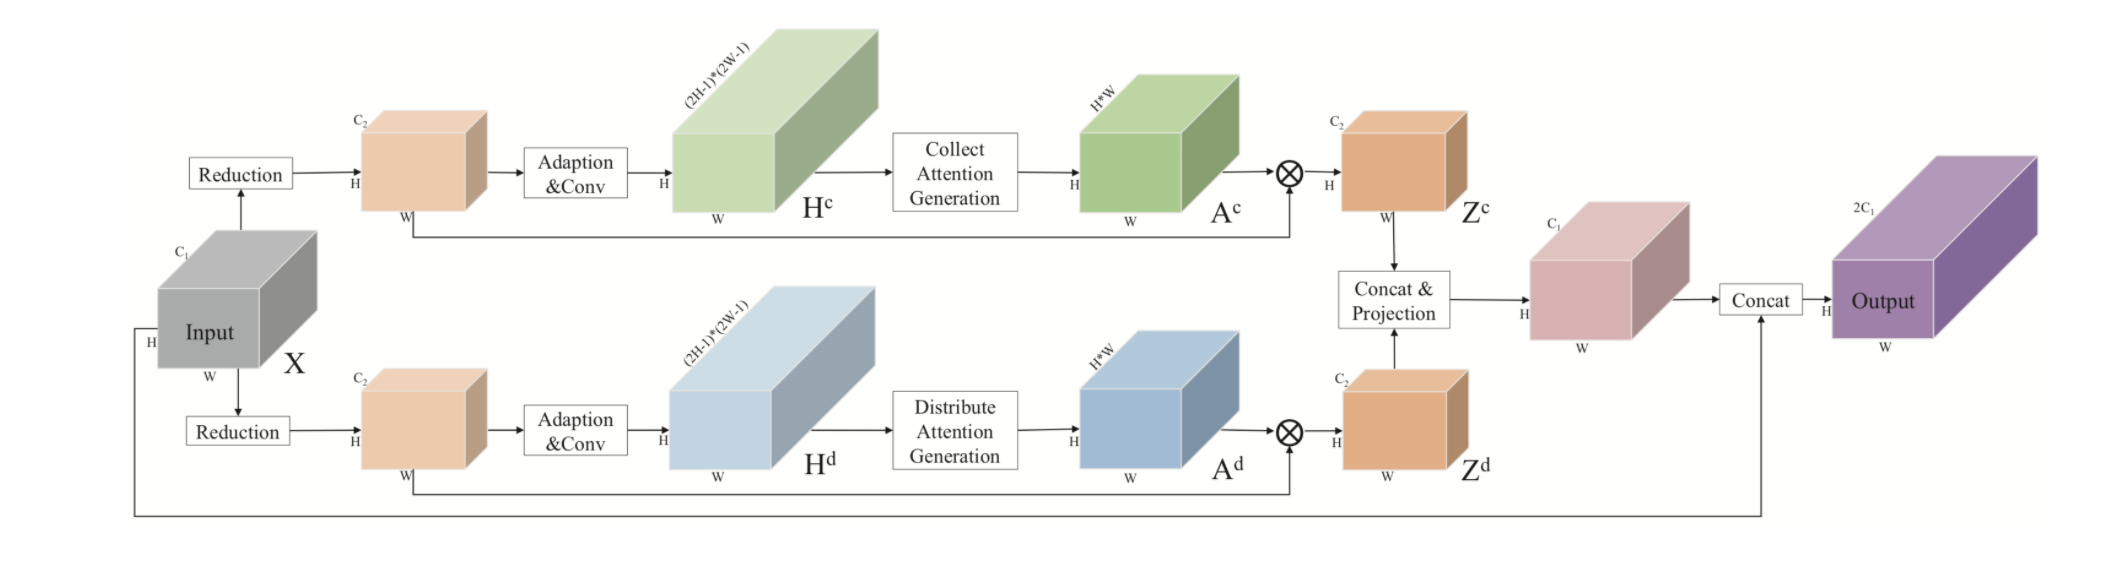 (2H-1)*(2W-1)
H*W
C₂
C₂
Reduction
Adaption
&Conv
Collect
Attention
Generation
H
H
H
H
W
W
W
W
Hᶜ
Aᶜ
Zᶜ
C₁
Input
H
W
X
C₁
2C₁
Concat &
Projection
Concat
Output
H
H
W
W
(2H-1)*(2W-1)
H*W
C₂
C₂
Reduction
Adaption
&Conv
Distribute
Attention
Generation
H
H
H
H
W
W
W
W
Hᵈ
Aᵈ
Zᵈ